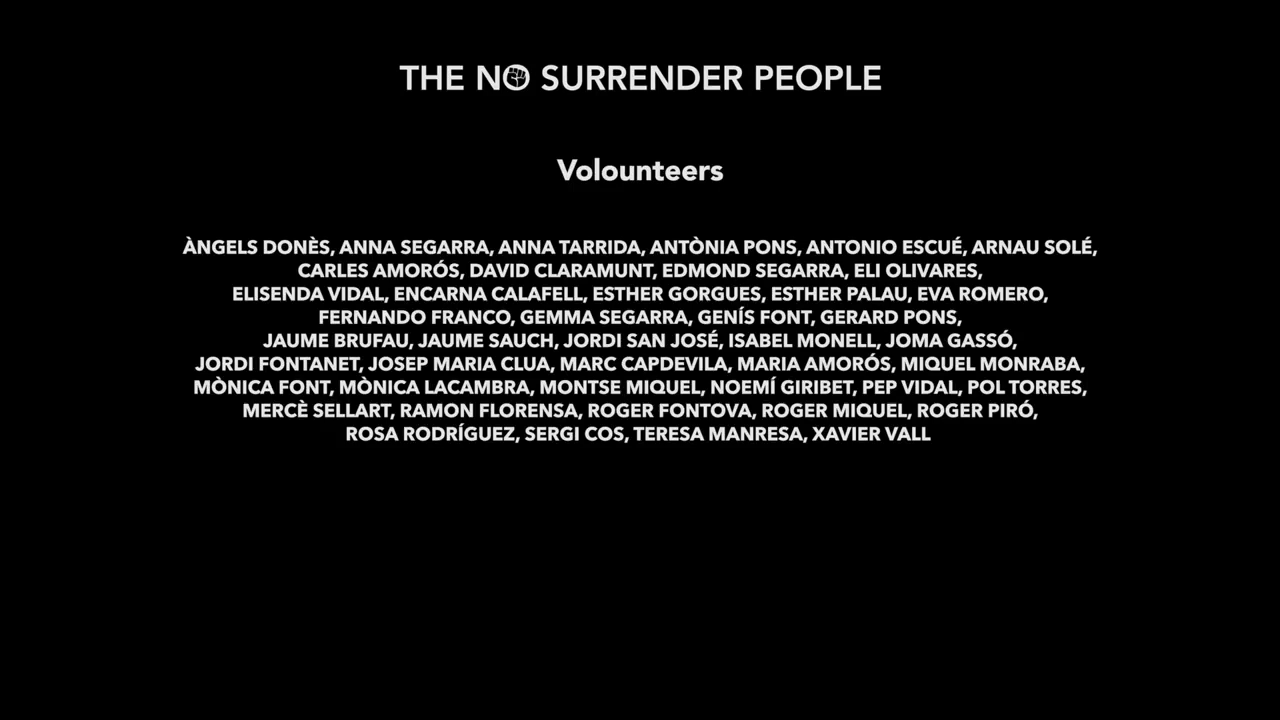 THE NO SURRENDER PEOPLE
Volounteers
ÀNGELS DONÈS, ANNA SEGARRA, ANNA TARRIDA, ANTÒNIA PONS, ANTONIO ESCUÉ, ARNAU SOLÉ,
CARLES AMORÓS, DAVID CLARAMUNT, EDMOND SEGARRA, ELI OLIVARES,
ELISENDA VIDAL, ENCARNA CALAFELL, ESTHER GORGUES, ESTHER PALAU, EVA ROMERO,
FERNANDO FRANCO, GEMMA SEGARRA, GENÍS FONT, GERARD PONS,
JAUME BRUFAU, JAUME SAUCH, JORDI SAN JOSÉ, ISABEL MONELL, JOMA GASSÓ,
JORDI FONTANET, JOSEP MARIA CLUA, MARC CAPDEVILA, MARIA AMORÓS, MIQUEL MONRABA,
MÒNICA FONT, MÒNICA LACAMBRA, MONTSE MIQUEL, NOEMÍ GIRIBET, PEP VIDAL, POL TORRES,
MERCÈ SELLART, RAMON FLORENSA, ROGER FONTOVA, ROGER MIQUEL, ROGER PIRÓ,
ROSA RODRÍGUEZ, SERGI COS, TERESA MANRESA, XAVIER VALL